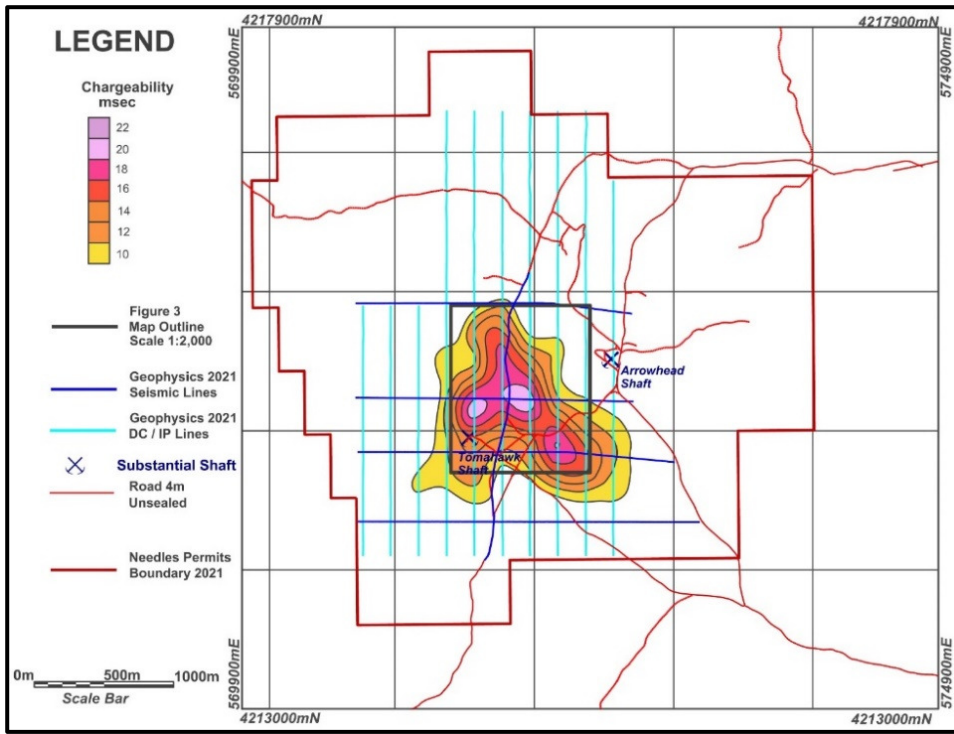 4217900mN
4217900mN
569900mE
574900mE
LEGEND
Chargeability
msec
22
20
18
16
14
12
10
Figure 3
Map Outline
Scale 1:2,000
Geophysics 2021
Seismic Lines
Geophysics 2021
DC / IP Lines
Substantial Shaft
Road 4m
Unsealed
Needles Permits
Boundary 2021
Arrowhead
Shaft
Tomahawk
Shaft
0m
500m
1000m
Scale Bar
569900mE
574900mE
4213000mN
4213000mN